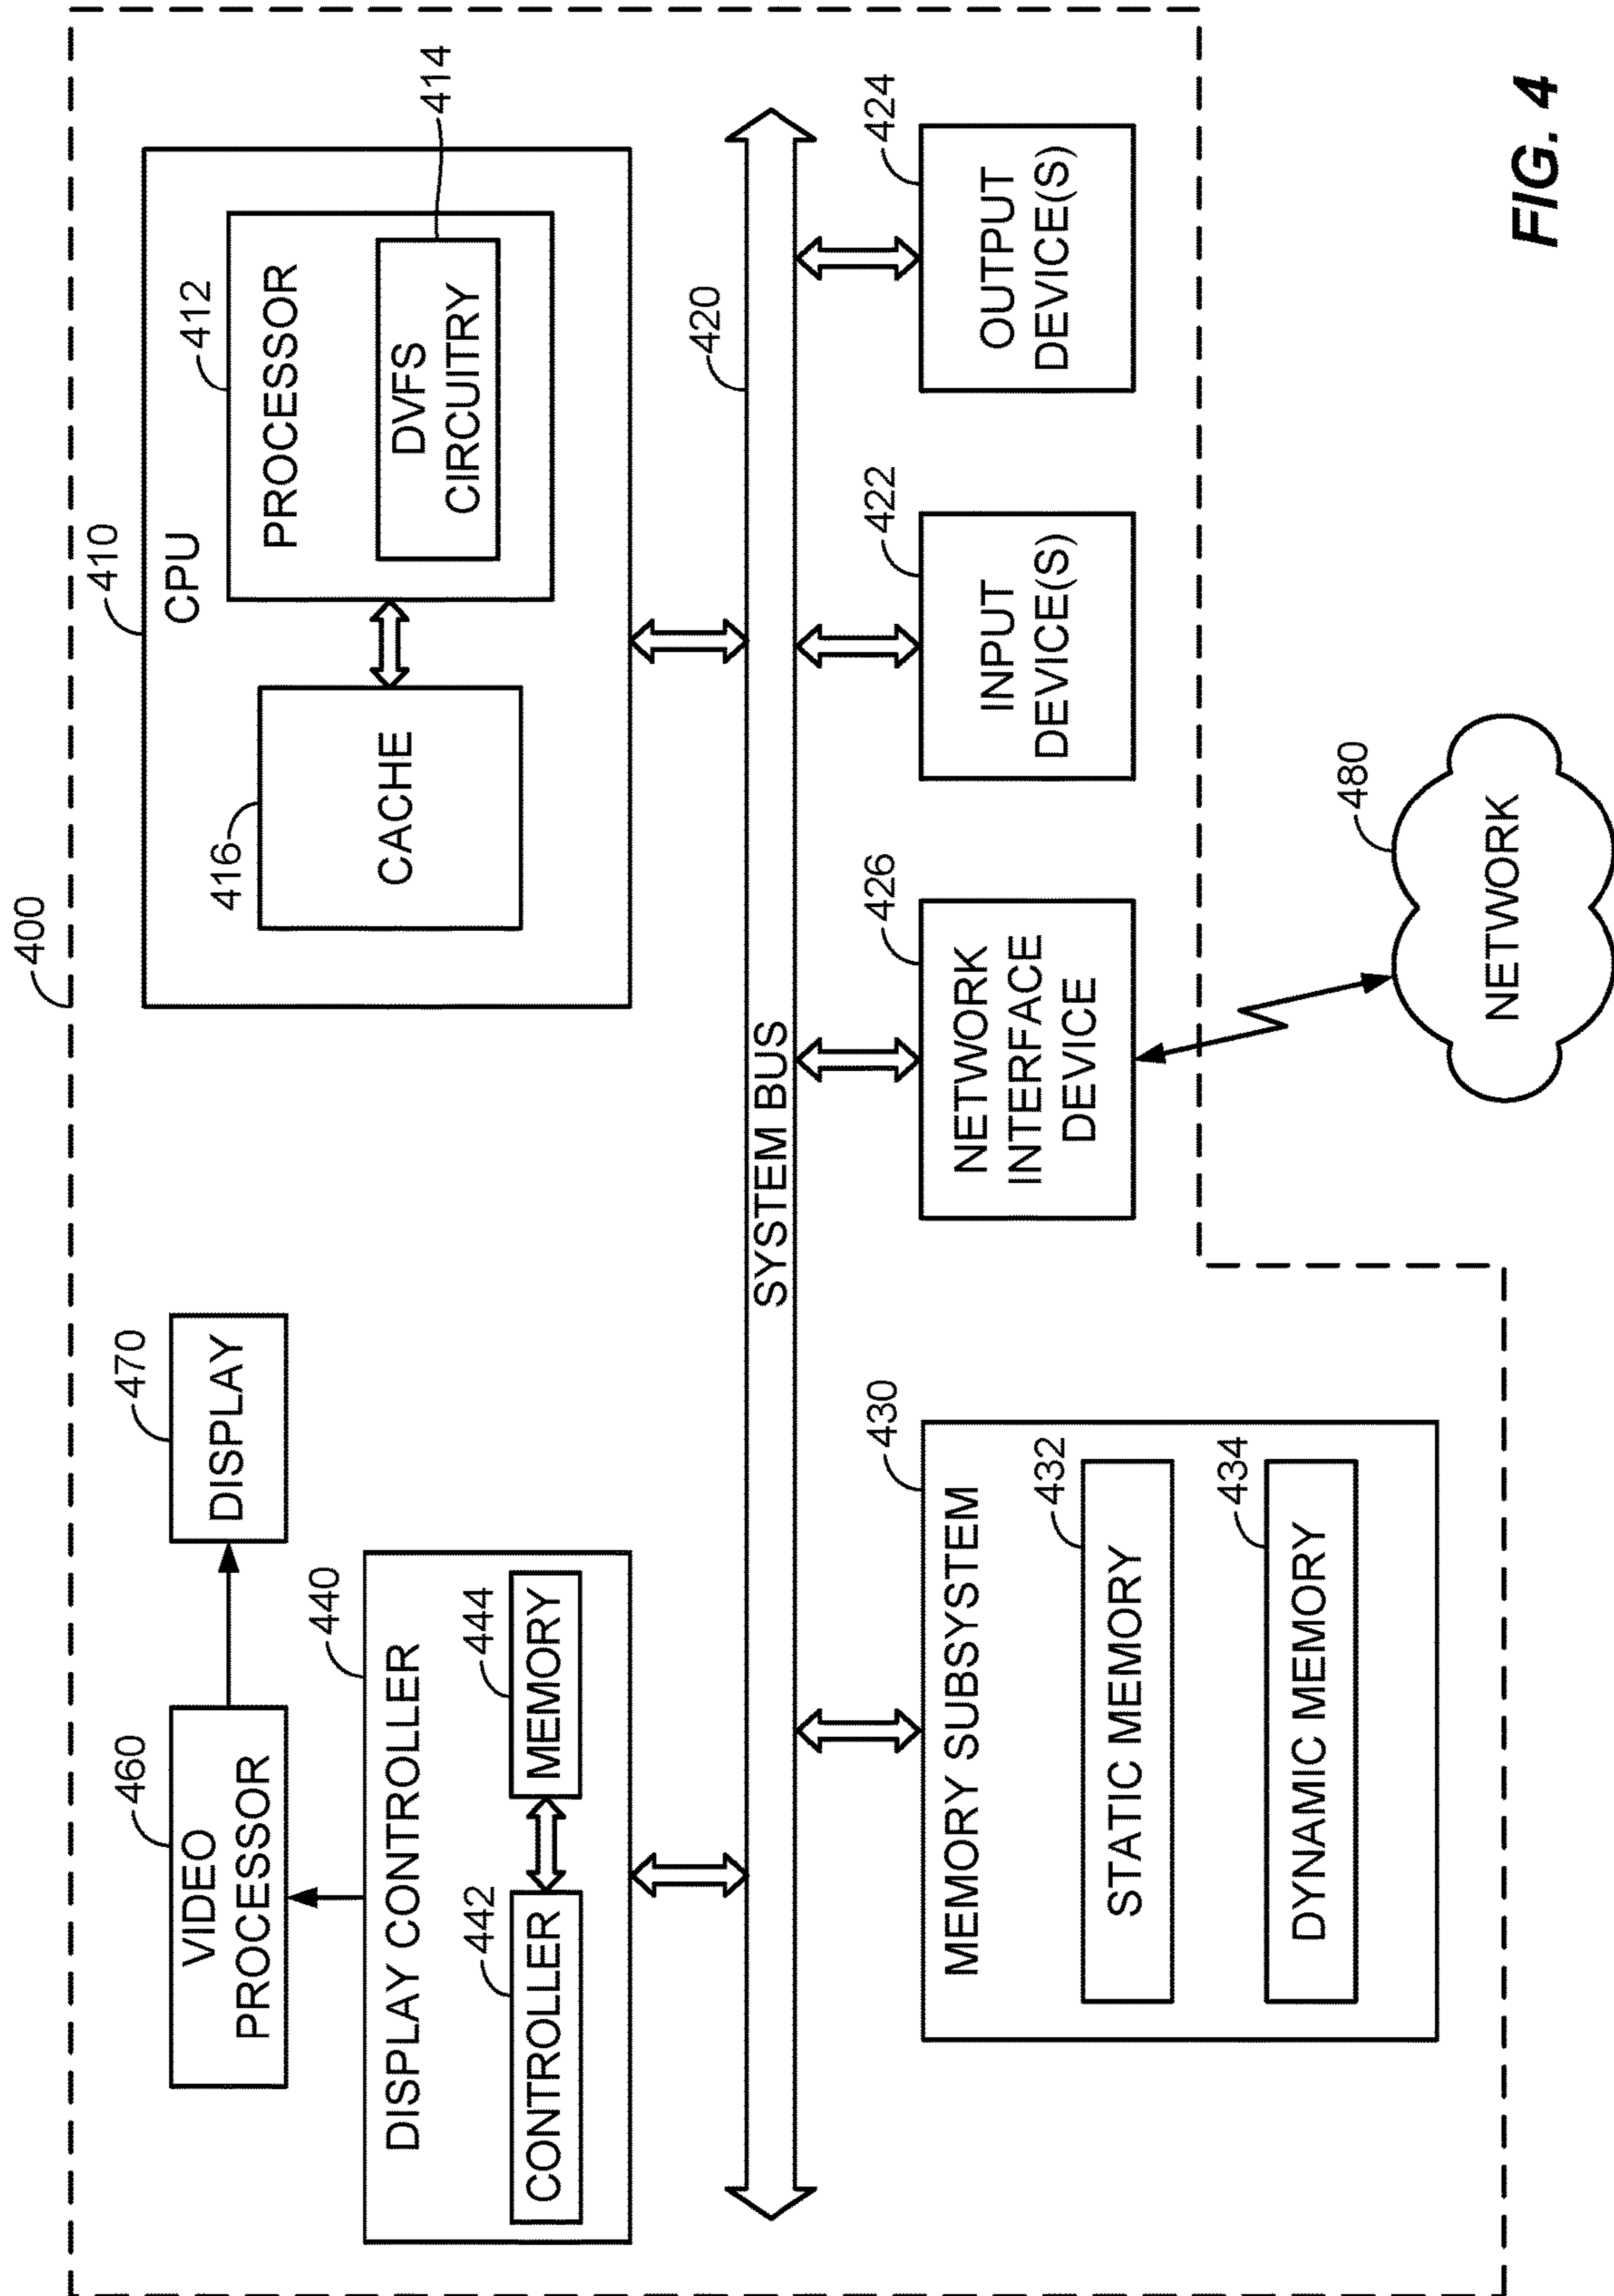 400
460
VIDEO
PROCESSOR
470
DISPLAY
440
DISPLAY CONTROLLER
442
CONTROLLER
444
MEMORY
410
CPU
416
CACHE
412
PROCESSOR
DVFS
CIRCUITRY
414
SYSTEM BUS
420
430
MEMORY SUBSYSTEM
432
STATIC MEMORY
434
DYNAMIC MEMORY
426
NETWORK
INTERFACE
DEVICE
422
INPUT
DEVICE(S)
424
OUTPUT
DEVICE(S)
480
NETWORK
FIG. 4